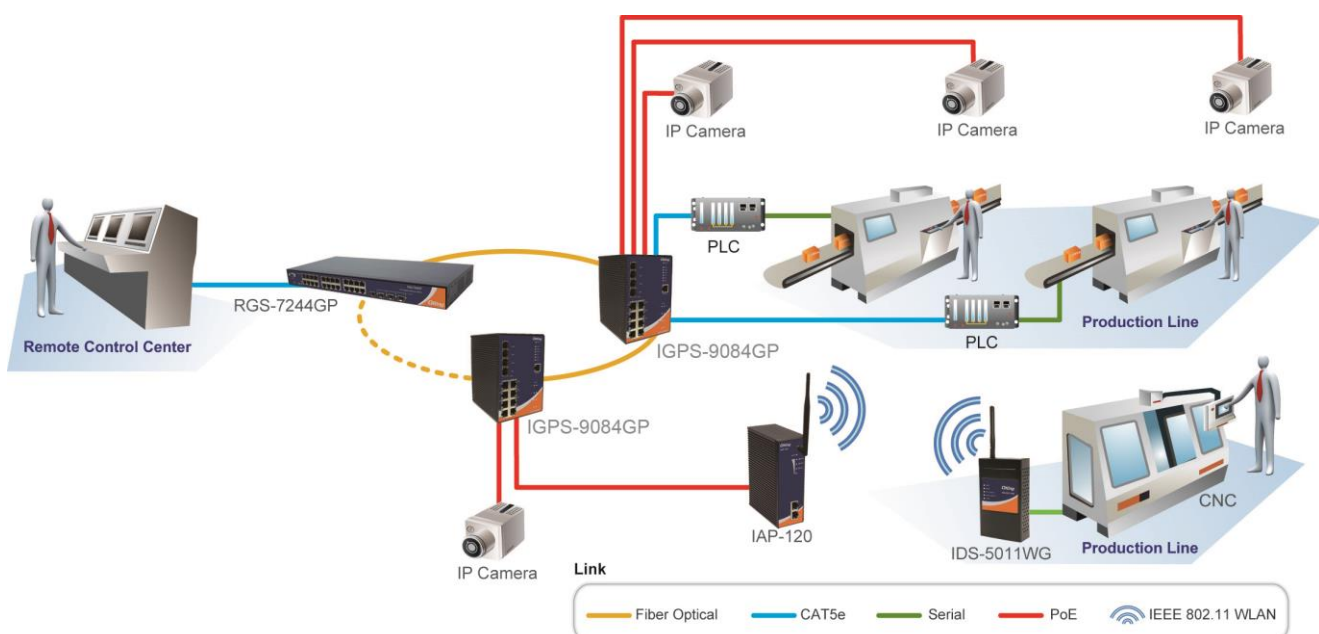 IP Camera
IP Camera
IP Camera
PLC
RGS-7244GP
Remote Control Center
IGPS-9084GP
PLC
Production Line
IGPS-9084GP
IAP-120
IDS-5011WG
CNC
Production Line
IP Camera
Link
Fiber Optical
CAT5e
Serial
PoE
IEEE 802.11 WLAN